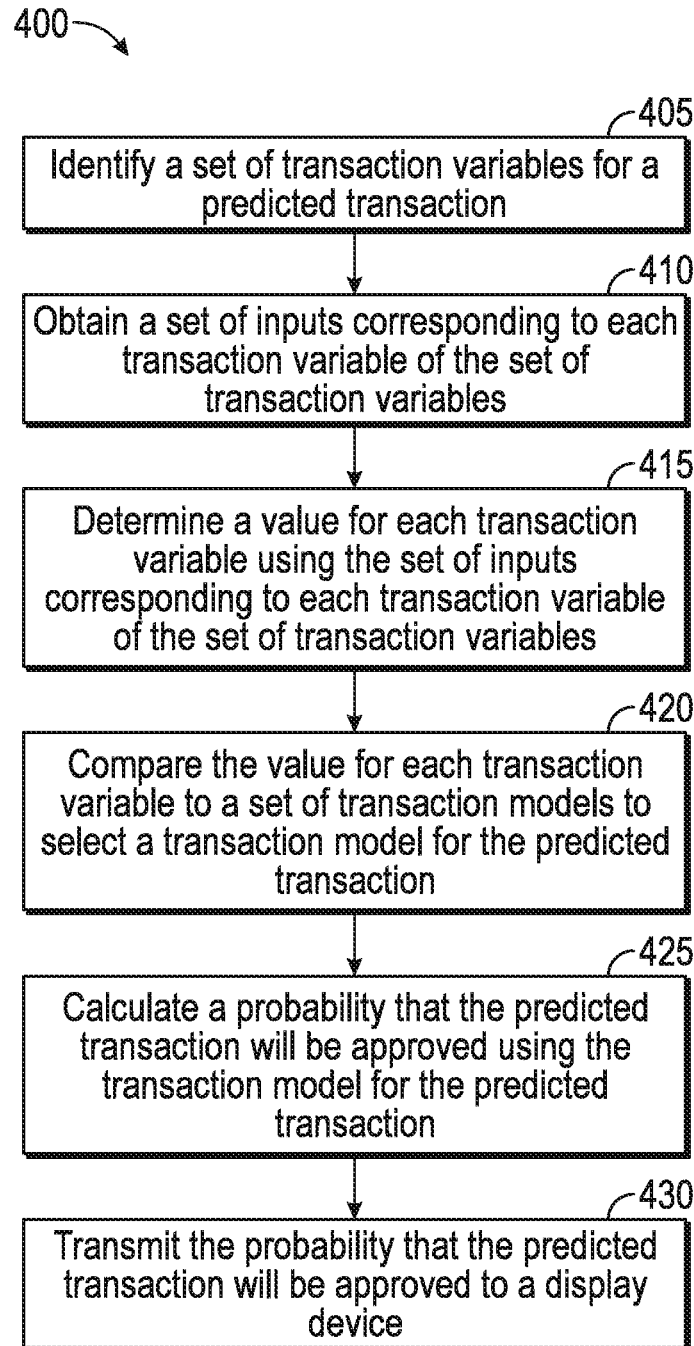 400
405
Identify a set of transaction variables for a
predicted transaction
410
Obtain a set of inputs corresponding to each
transaction variable of the set of
transaction variables
415
Determine a value for each transaction
variable using the set of inputs
corresponding to each transaction variable
of the set of transaction variables
420
Compare the value for each transaction
variable to a set of transaction models to
select a transaction model for the predicted
transaction
425
Calculate a probability that the predicted
transaction will be approved using the
transaction model for the predicted
transaction
430
Transmit the probability that the predicted
transaction will be approved to a display
device